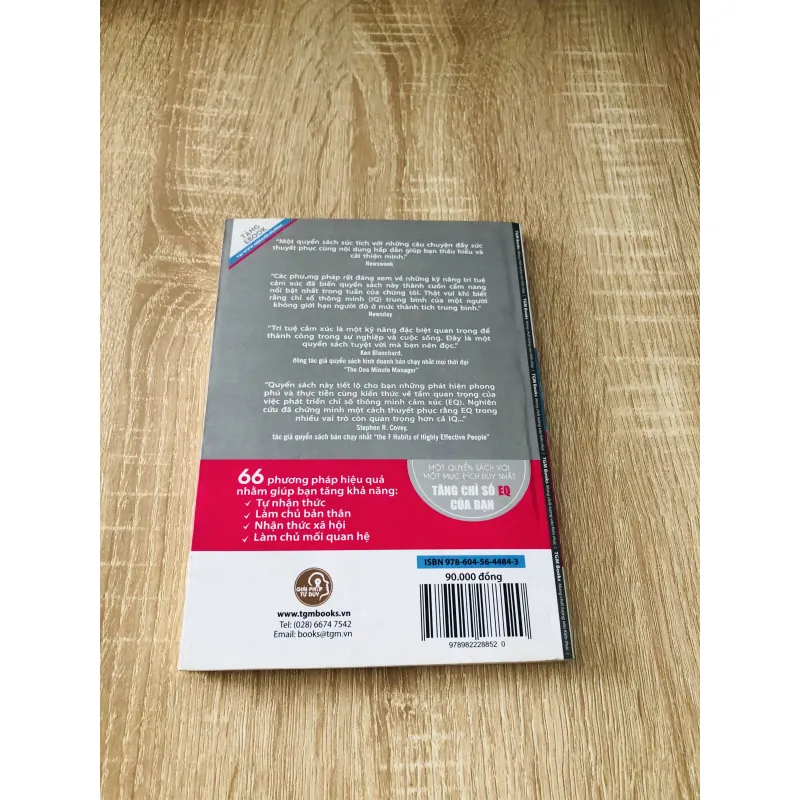 TẶNG
EBOOK
"Một quyển sách súc tích với những câu chuyện đầy sức
thuyết phục cùng nội dung hấp dẫn giúp bạn thấu hiểu và
cải thiện mình."
Newsweek
"Các phương pháp rất đáng xem về những kỹ năng trí tuệ
cảm xúc đã biến quyển sách này thành cuốn cẩm nang
nổi bật nhất trong tuần của chúng tôi. Thật vui khi biết
rằng chỉ số thông minh (IQ) trung bình của một người
không giới hạn người đó ở mức thành tích trung bình."
Newsday
"Trí tuệ cảm xúc là một kỹ năng đặc biệt quan trọng để
thành công trong sự nghiệp và cuộc sống. Đây là một
quyển sách tuyệt vời mà bạn nên đọc."
Ken Blanchard,
đồng tác giả quyển sách kinh doanh bán chạy nhất mọi thời đại
"The One Minute Manager"
"Quyển sách này tiết lộ cho bạn những phát hiện phong
phú và thực tiễn cùng kiến thức về tầm quan trọng của
việc phát triển chỉ số thông minh cảm xúc (EQ). Nghiên
cứu đã chứng minh một cách thuyết phục rằng EQ trong
nhiều vai trò còn quan trọng hơn cả IQ..."
Stephen R. Covey,
tác giả quyển sách bán chạy nhất "the 7 Habits of Highly Effective People"
66 phương pháp hiệu quả
nhằm giúp bạn tăng khả năng:
✓ Tự nhận thức
✓ Làm chủ bản thân
✓ Nhận thức xã hội
✓ Làm chủ mối quan hệ
MỘT QUYỂN SÁCH VỚI
MỘT MỤC ĐÍCH DUY NHẤT
TĂNG CHỈ SỐ EQ
CỦA BẠN
GIẢI PHÁP
TƯ DUY
www.tgmbooks.vn
Tel: (028) 6674 7542
Email: books@tgm.vn
ISBN 978-604-56-4484-3
90.000 đồng
978982228852 0
TGM Books